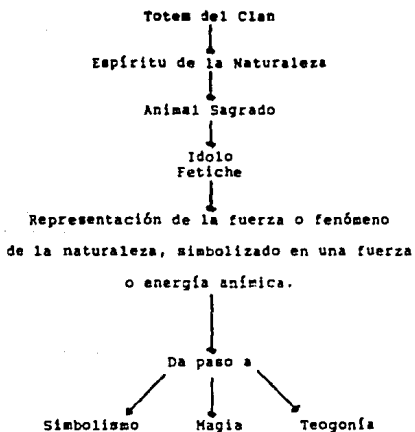 Totem del Clan
Espíritu de la Naturaleza
Animal Sagrado
Idolo
Fetiche
Representación de la fuerza o fenómeno
de la naturaleza, simbolizado en una fuerza
o energía anímica.
Da paso a
Simbolismo Magia Teogonía